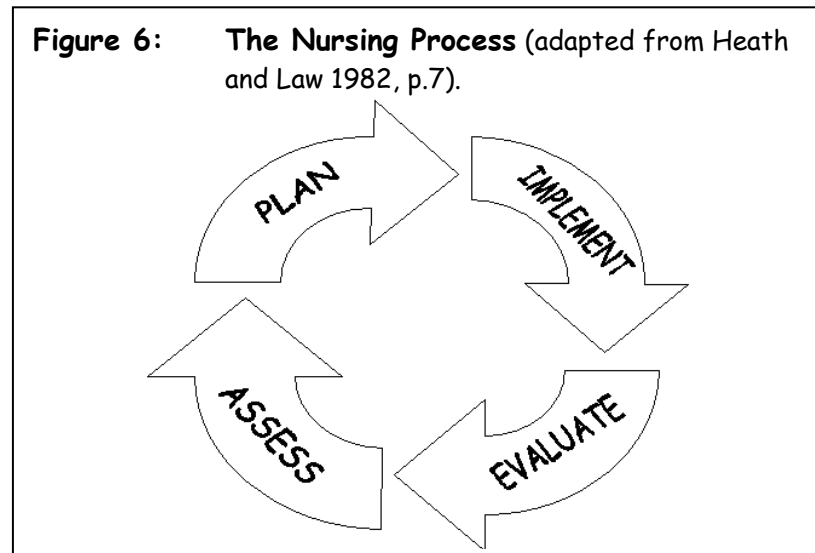 Figure 6: The Nursing Process (adapted from Heath
and Law 1982, p.7).
PLAN
IMPLEMENT
ASSESS
EVALUATE